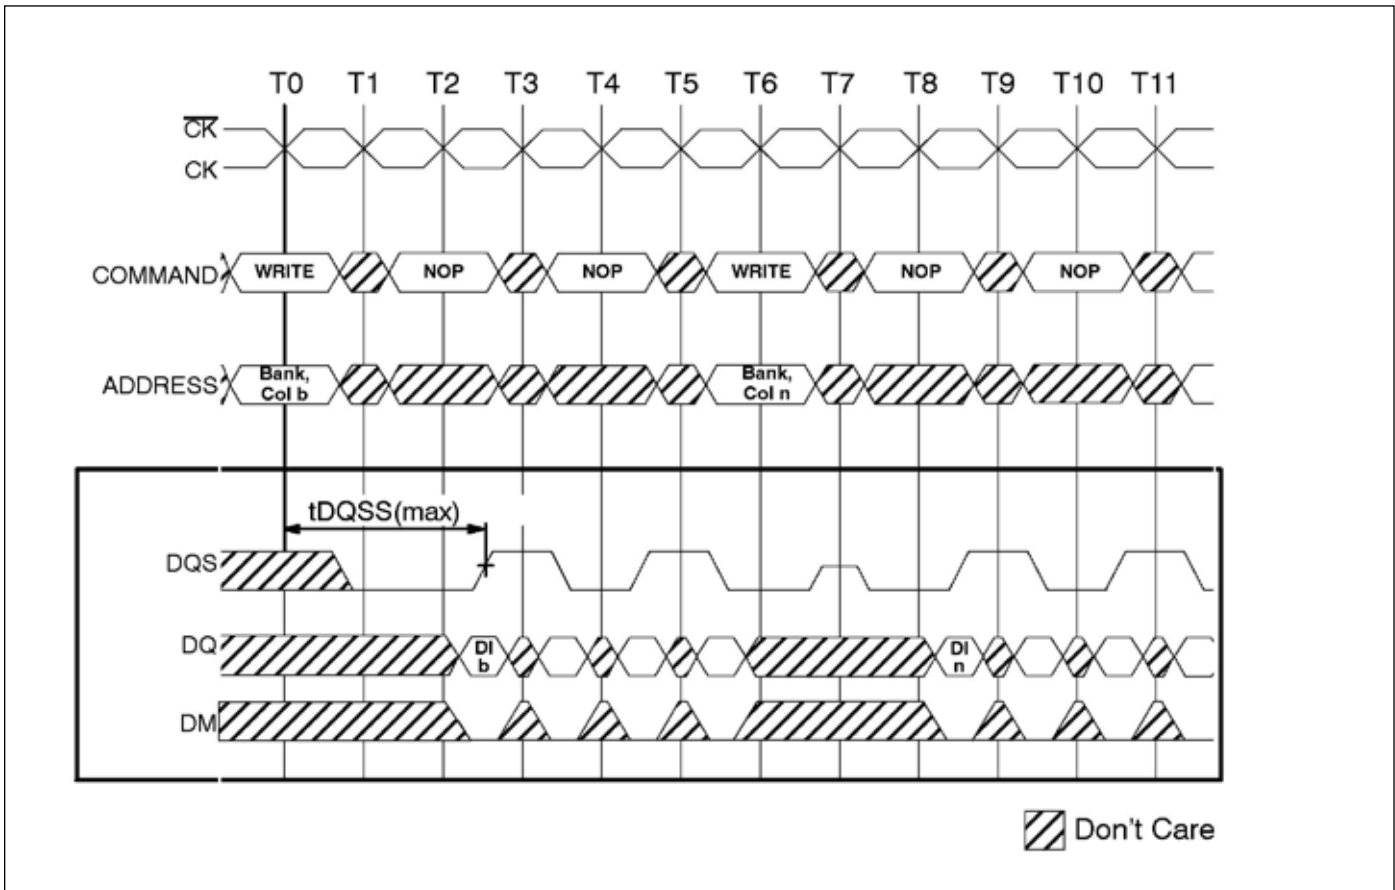 T0 T1 T2 T3 T4 T5 T6 T7 T8 T9 T10 T11
CK
CK
COMMAND WRITE NOP NOP WRITE NOP NOP
ADDRESS Bank, Bank,
Col b Col n
tDQSS(max)
DQS
DQ DI DI
b n
DM
Don't Care